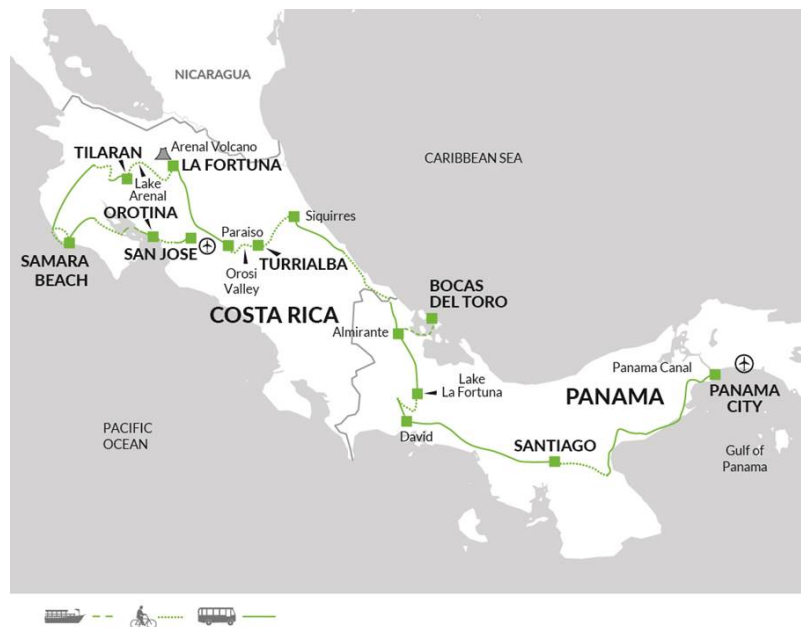 NICARAGUA
Arenal Volcano
TILARAN
LA FORTUNA
CARIBBEAN SEA
Lake
Arenal
OROTINA
Siquirres
Paraiso
SAN JOSE
TURRIALBA
SAMARA
BEACH
Orosi
Valley
BOCAS
DEL TORO
COSTA RICA
Almirante
Panama Canal
Lake
La Fortuna
PANAMA
PANAMA
CITY
PACIFIC
OCEAN
David
SANTIAGO
Gulf of
Panama